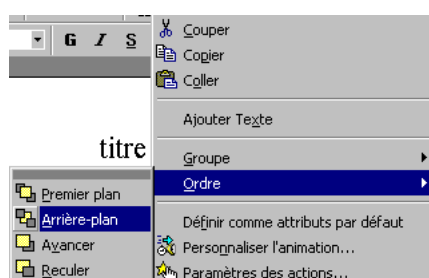 G I S
Couper
Copier
Coller
Ajouter Texte
titre
Groupe
Ordre
Premier plan
Arrière-plan
Avancer
Reculer
Définir comme attributs par défaut
Personnaliser l'animation...
Paramètres des actions...